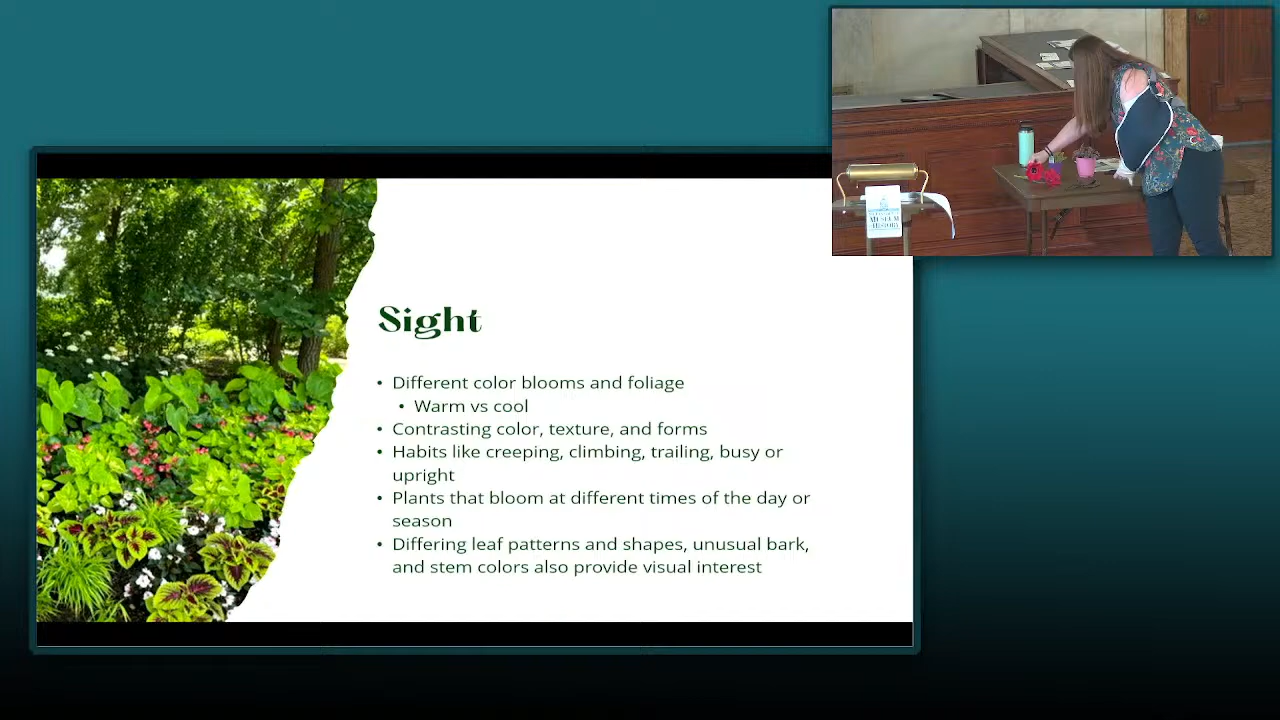 Sight
• Different color blooms and foliage
• Warm vs cool
• Contrasting color, texture, and forms
• Habits like creeping, climbing, trailing, busy or
upright
• Plants that bloom at different times of the day or
season
• Differing leaf patterns and shapes, unusual bark,
and stem colors also provide visual interest
MUSEUM
HISTORY